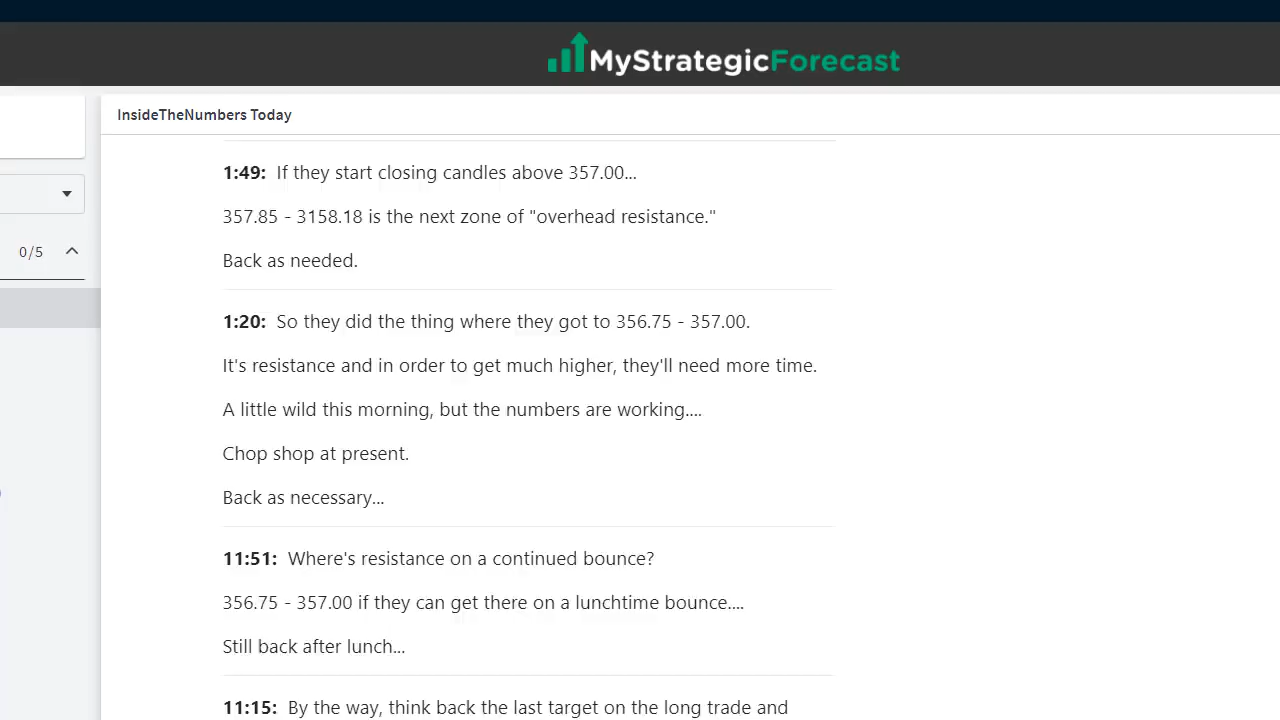 MyStrategicForecast
InsideTheNumbers Today
0/5
1:49: If they start closing candles above 357.00...
357.85 - 3158.18 is the next zone of "overhead resistance."
Back as needed.
1:20: So they did the thing where they got to 356.75 - 357.00.
It's resistance and in order to get much higher, they'll need more time.
A little wild this morning, but the numbers are working....
Chop shop at present.
Back as necessary...
11:51: Where's resistance on a continued bounce?
356.75 - 357.00 if they can get there on a lunchtime bounce....
Still back after lunch...
11:15: By the way, think back the last target on the long trade and